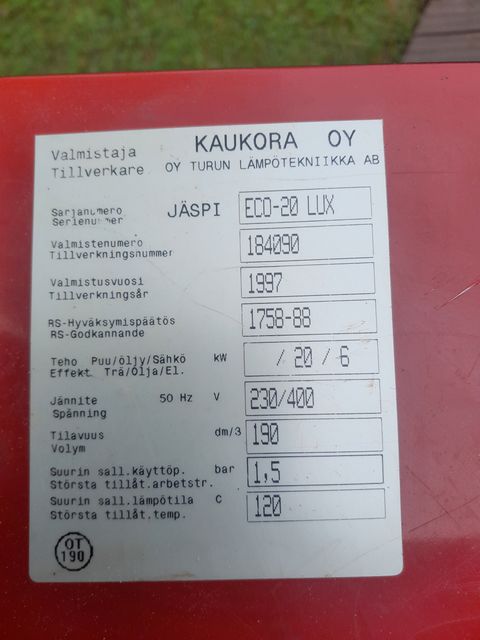 Valmistaja KAUKORA OY
Tillverkare OY TURUN LÄMPÖTEKNIIKKA AB
Sarjanumero JÄSPI ECO-20 LUX
Serienummer
Valmistenumero 184090
Tillverkningsnummer
Valmistusvuosi 1997
Tillverkningsår
RS-Hyväksymispäätös 1758-88
RS-Godkannande
Teho Puu/öljy/Sähkö kW / 20 / 6
Effekt Trä/Olja/El.
Jännite 50 Hz V 230/400
Spänning
Tilavuus dm/3 190
Volym
Suurin sall.käyttöp. bar 1,5
Största tillåt.arbetstr.
Suurin sall.lämpötila C 120
Största tillåt.temp.
OT
190